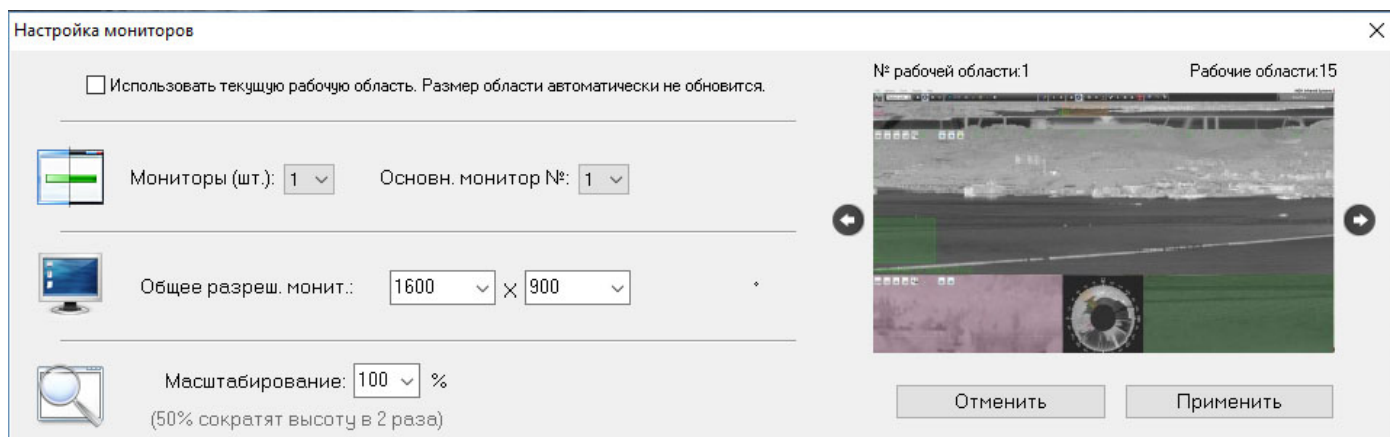 Настройка мониторов
Использовать текущую рабочую область. Размер области автоматически не обновится.
№ рабочей области:1 Рабочие области:15
Мониторы (шт.): 1 Основн. монитор №: 1
Общее разреш. монит.: 1600 x 900 °
Масштабирование: 100 %
(50% сократят высоту в 2 раза)
Отменить Применить